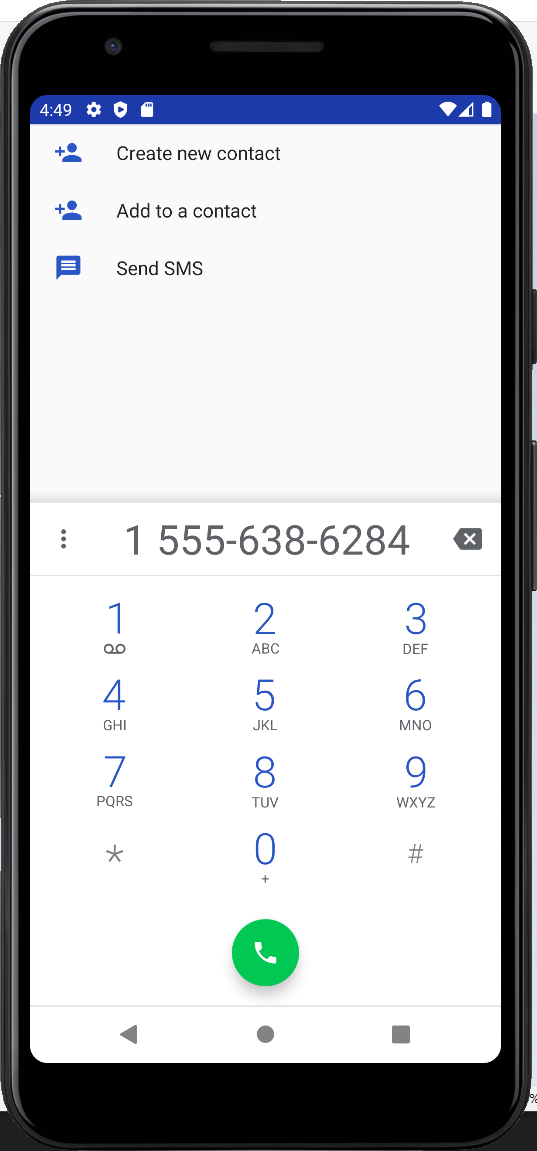 4:49
Create new contact
Add to a contact
Send SMS
1 555-638-6284
1 2 3
ABC DEF
4 5 6
GHI JKL MNO
7 8 9
PQRS TUV WXYZ
* 0 #
+
%